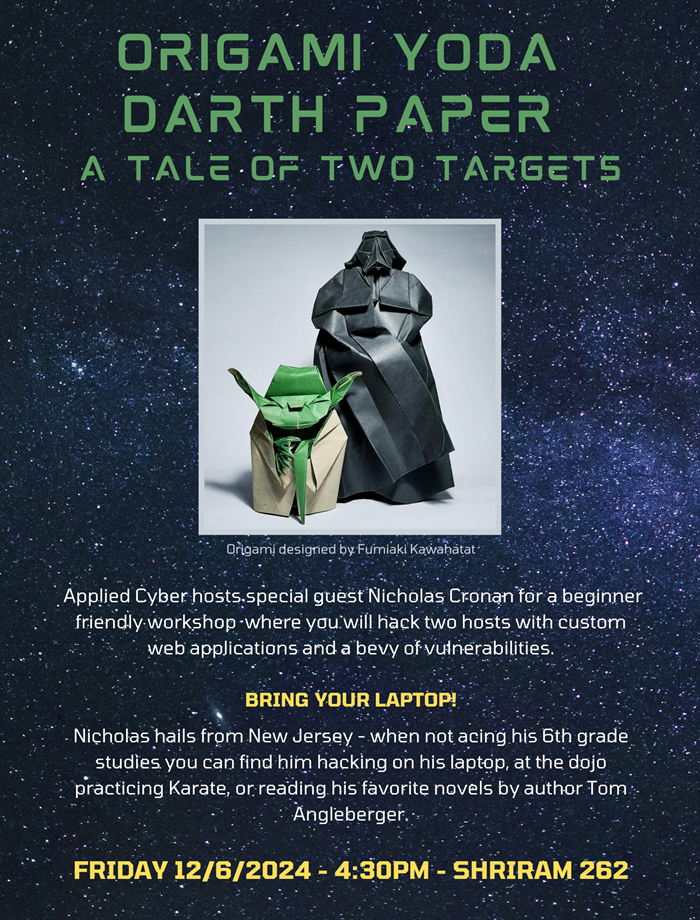 ORIGAMI YODA
DARTH PAPER
A TALE OF TWO TARGETS
Origami designed by Fumiaki Kawahatat
Applied Cyber hosts special guest Nicholas Cronan for a beginner
friendly workshop where you will hack two hosts with custom
web applications and a bevy of vulnerabilities.
BRING YOUR LAPTOP!
Nicholas hails from New Jersey - when not acing his 6th grade
studies you can find him hacking on his laptop, at the dojo
practicing Karate, or reading his favorite novels by author Tom
Angleberger.
FRIDAY 12/6/2024 - 4:30PM - SHRIRAM 262